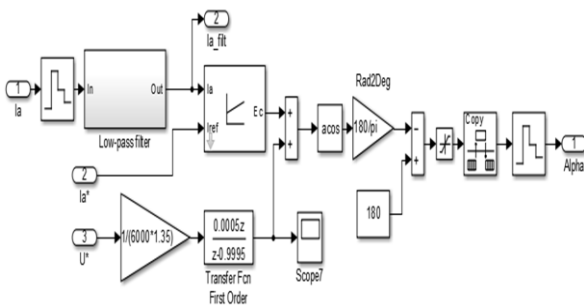 2
Ia_filt
1
Ia
In
Out
Low-pass filter
Ia
Iref
Ec
+
+
acos
Rad2Deg
180/pi
-
+
Copy
1
Alpha
2
Ia*
180
3
U*
1/(6000*1.35)
0.0005z
z-0.9995
Transfer Fcn
First Order
Scope7